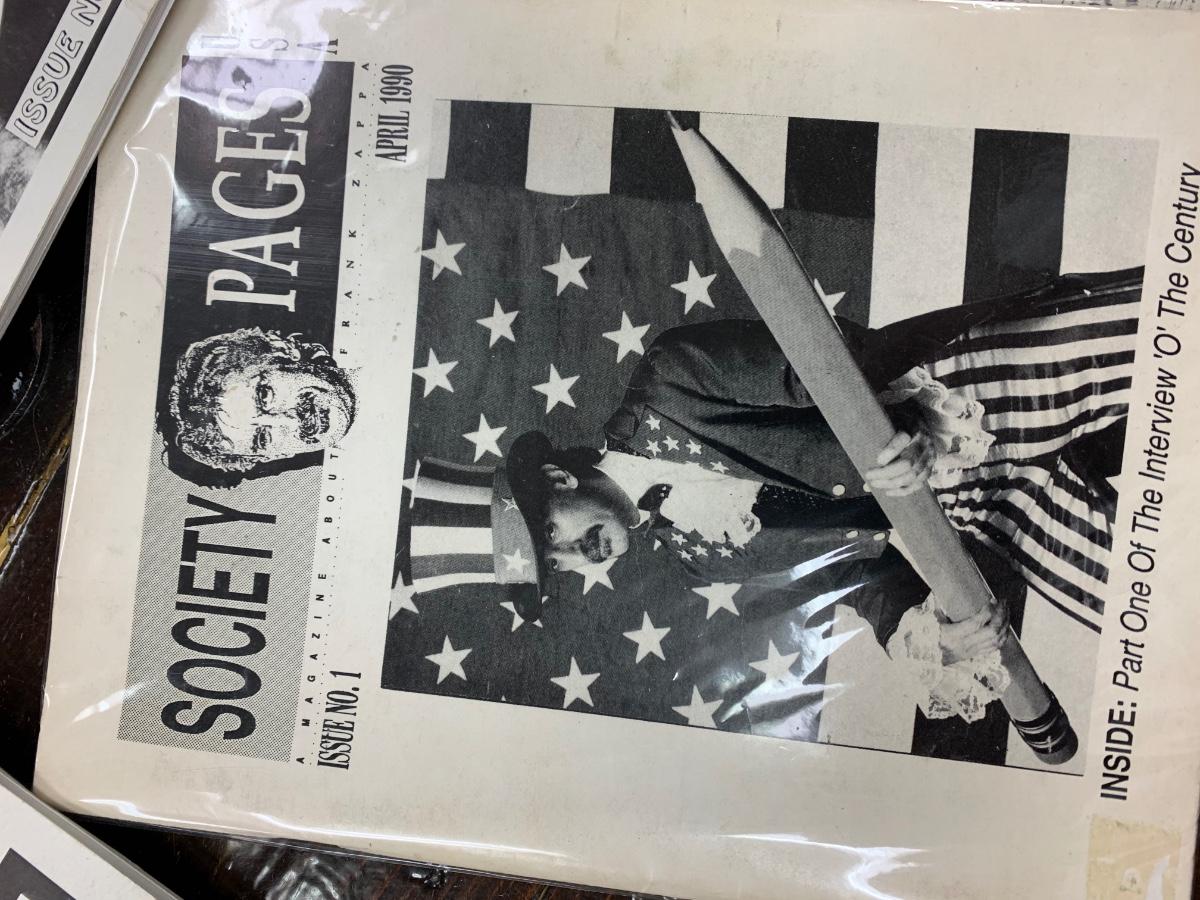 ISSUE N
SOCIETY PAGES
USA
A MAGAZINE ABOUT FRANK ZAPPA
ISSUE NO. 1
APRIL 1990
INSIDE: Part One Of The Interview 'O' The Century